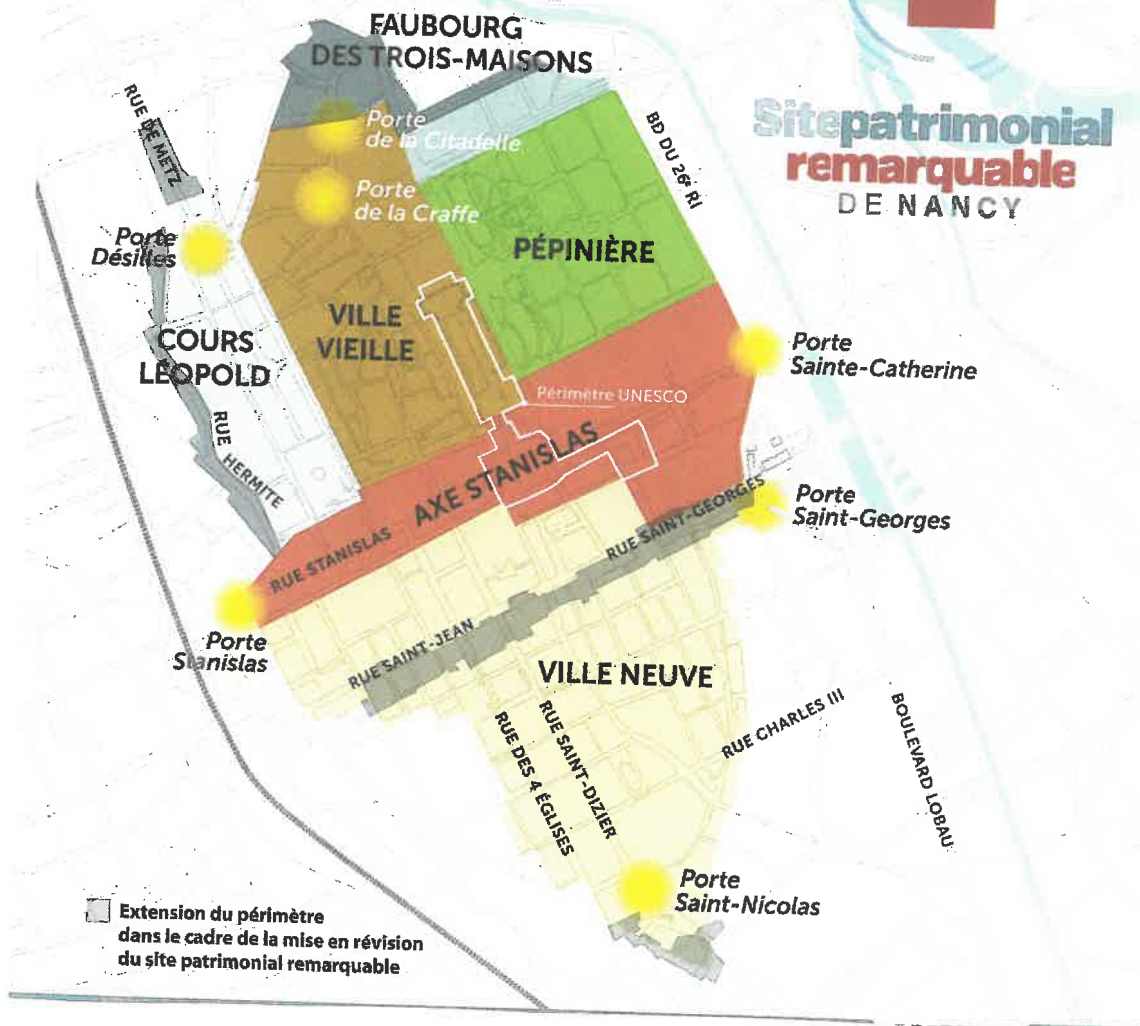 FAUBOURG
DES TROIS-MAISONS
Sitepatrimonial
remarquable
DE NANCY
RUE DE METZ
Porte
de la Citadelle
BD DU 26e RI
Porte
de la Craffe
Porte
Désilles
PÉPINIÈRE
VILLE
VIEILLE
COURS
LÉOPOLD
Porte
Sainte-Catherine
Périmètre UNESCO
RUE HERMITE
AXE STANISLAS
Porte
Saint-Georges
RUE STANISLAS
RUE SAINT-GEORGES
Porte
Stanislas
RUE SAINT-JEAN
VILLE NEUVE
RUE DES 4 ÉGLISES
RUE SAINT-DIZIER
RUE CHARLES III
BOULEVARD LOBAU
Porte
Saint-Nicolas
Extension du périmètre
dans le cadre de la mise en révision
du site patrimonial remarquable